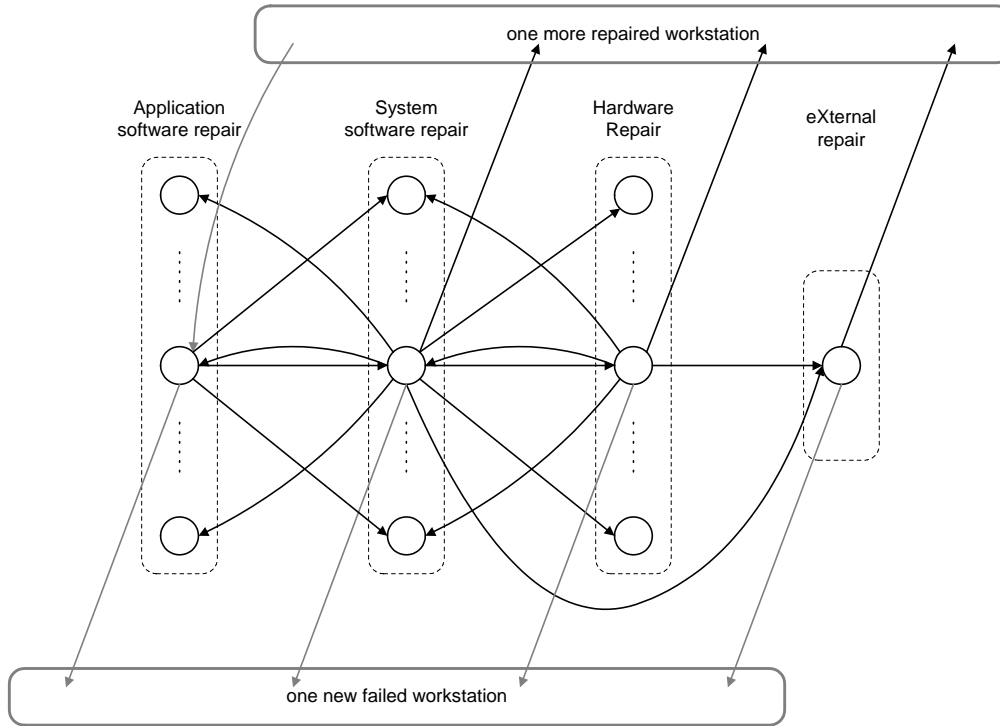 one more repaired workstation
Application
software repair
System
software repair
Hardware
Repair
eXternal
repair
one new failed workstation